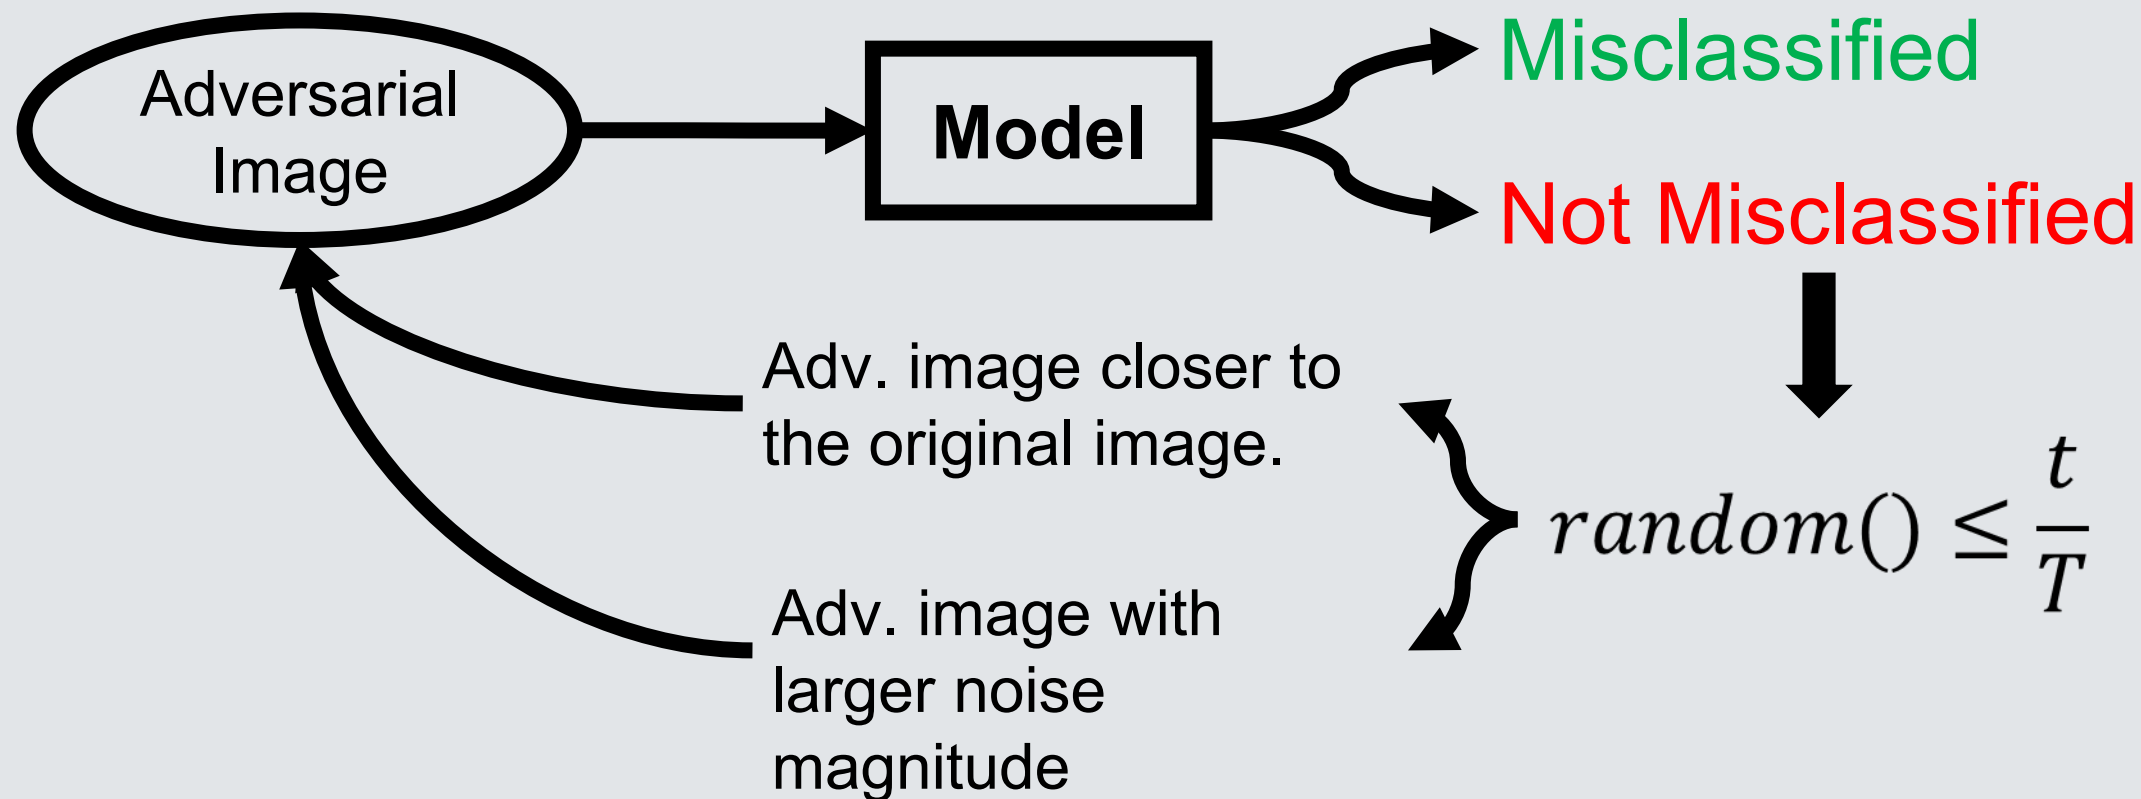 Adversarial
Image
Model
Misclassified
Not Misclassified
Adv. image closer to
the original image.
random() ≤ t/T
Adv. image with
larger noise
magnitude